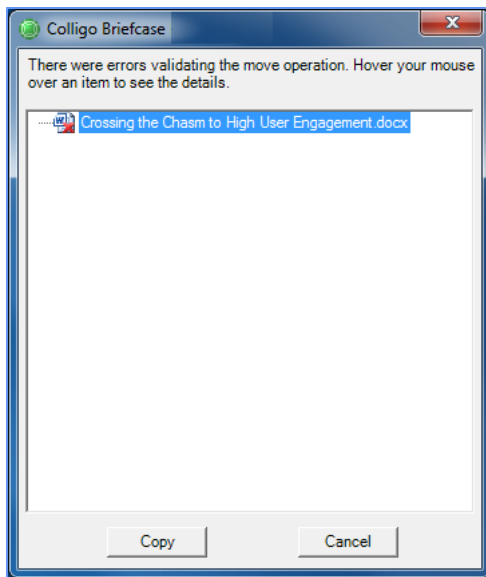 Colligo Briefcase
There were errors validating the move operation. Hover your mouse
over an item to see the details.
Crossing the Chasm to High User Engagement.docx
Copy
Cancel